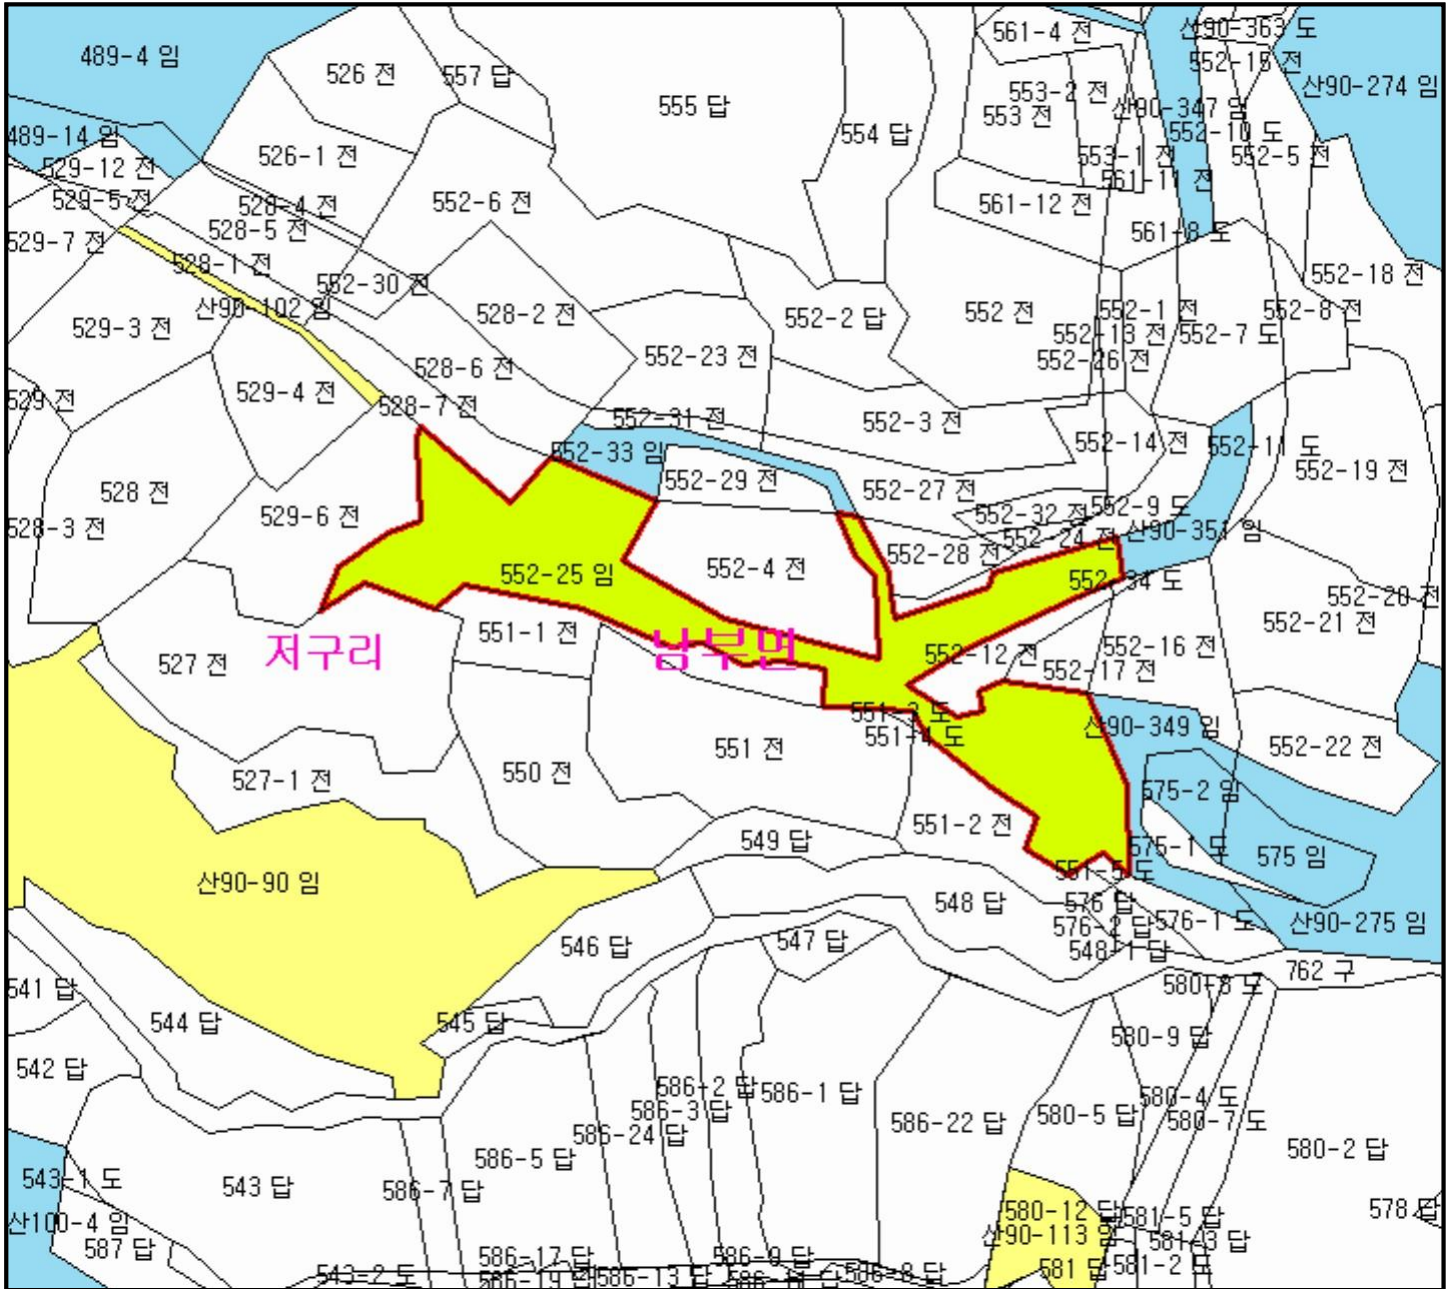 561-4 전
산90-363 도
489-4 임
526 전
557 답
552-15 전
산90-274 임
553-2 전
555 답
553 전
산90-347 임
489-14 임
554 답
552-10 도
526-1 전
553-1 전
552-5 전
529-12 전
561-11 전
529-5 전
528-4 전
552-6 전
561-12 전
528-5 전
561-8 도
529-7 전
528-1 전
552-18 전
552-30 전
산90-102 임
528-2 전
552-2 답
552 전
552-1 전
552-8 전
529-3 전
552-13 전
552-7 도
552-23 전
552-26 전
528-6 전
529-4 전
529 전
528-7 전
552-31 전
552-3 전
552-14 전
552-11 도
552-33 임
552-19 전
552-29 전
528 전
552-27 전
552-9 도
529-6 전
552-32 전
528-3 전
552-24 전
산90-351 임
552-28 전
552-4 전
552-25 임
552-34 도
552-20 전
552-21 전
551-1 전
저구리
남부면
552-16 전
527 전
552-12 전
552-17 전
551-3 도
산90-349 임
551-4 도
551 전
552-22 전
550 전
527-1 전
575-2 임
551-2 전
549 답
575-1 도
575 임
551-5 도
산90-90 임
548 답
576 답
576-1 도
산90-275 임
576-2 답
547 답
546 답
548-1 답
762 구
541 답
580-8 도
544 답
545 답
580-9 답
542 답
586-2 답
586-1 답
580-4 도
586-3 답
580-5 답
586-22 답
580-7 도
586-24 답
580-2 답
586-5 답
543-1 도
543 답
586-7 답
580-12 답
578 답
581-5 답
산100-4 임
산90-113 임
587 답
581-3 답
586-17 답
586-9 답
581-2 도
581 답
543-2 도
586-19 답
586-13 답
586-8 답